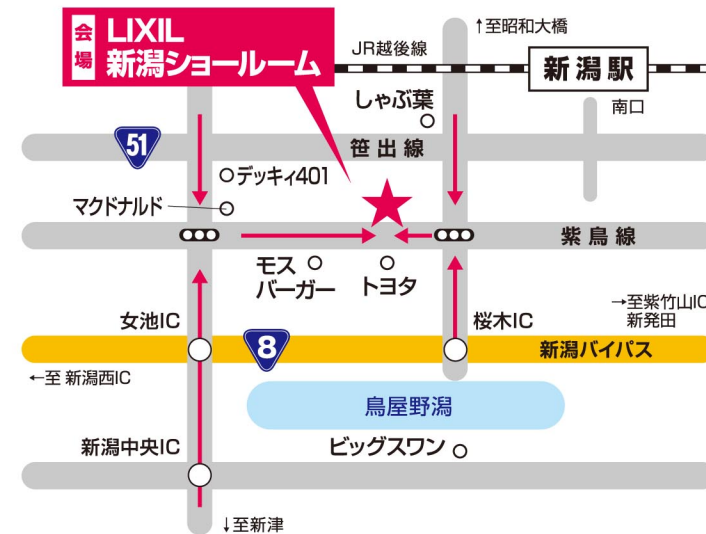 会場
LIXIL
新潟ショールーム
↑至昭和大橋
JR越後線
新潟駅
南口
しゃぶ葉
51
笹出線
デッキィ401
マクドナルド
紫鳥線
モス
バーガー
トヨタ
→至紫竹山IC
新発田
女池IC
8
桜木IC
新潟バイパス
←至 新潟西IC
鳥屋野潟
新潟中央IC
ビッグスワン
↓至新津